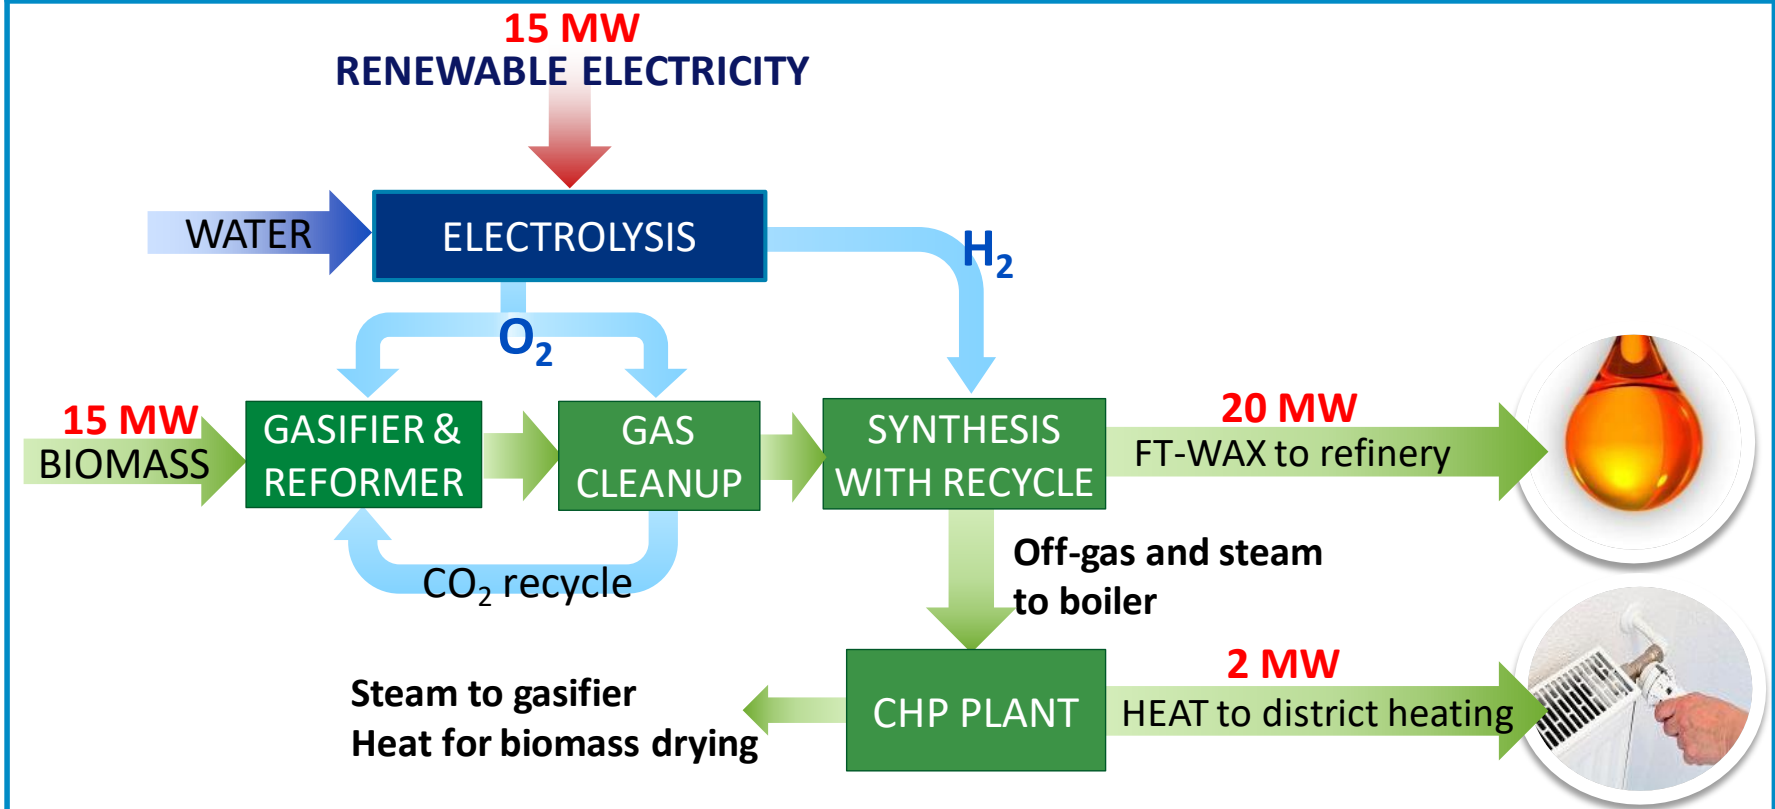 15 MW
RENEWABLE ELECTRICITY
WATER
ELECTROLYSIS
H₂
O₂
15 MW
BIOMASS
GASIFIER &
REFORMER
GAS
CLEANUP
SYNTHESIS
WITH RECYCLE
20 MW
FT-WAX to refinery
CO₂ recycle
Off-gas and steam
to boiler
Steam to gasifier
Heat for biomass drying
CHP PLANT
2 MW
HEAT to district heating